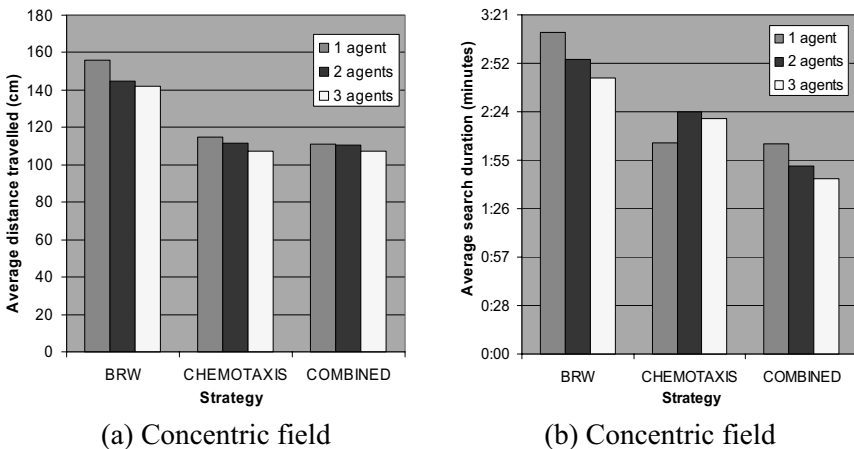 180
160
140
120
100
80
60
40
20
0
Average distance travelled (cm)
1 agent
2 agents
3 agents
BRW CHEMOTAXIS COMBINED
Strategy
(a) Concentric field
3:21
2:52
2:24
1:55
1:26
0:57
0:28
0:00
Average search duration (minutes)
1 agent
2 agents
3 agents
BRW CHEMOTAXIS COMBINED
Strategy
(b) Concentric field